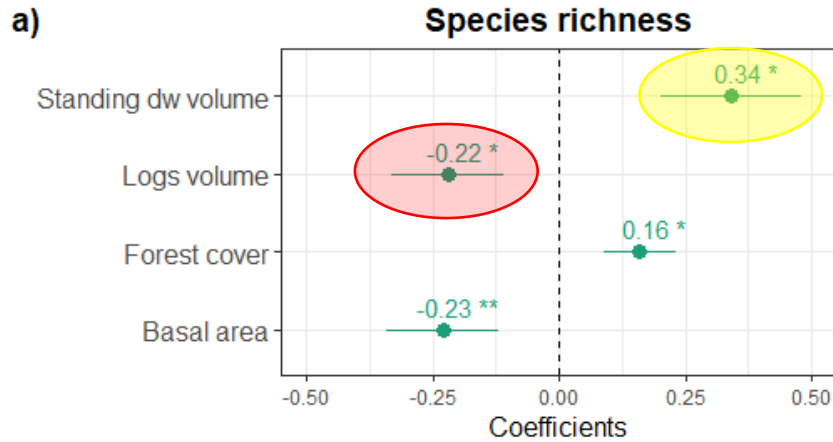 a)
Species richness
Standing dw volume
0.34 *
Logs volume
-0.22 *
Forest cover
0.16 *
Basal area
-0.23 **
-0.50 -0.25 0.00 0.25 0.50
Coefficients